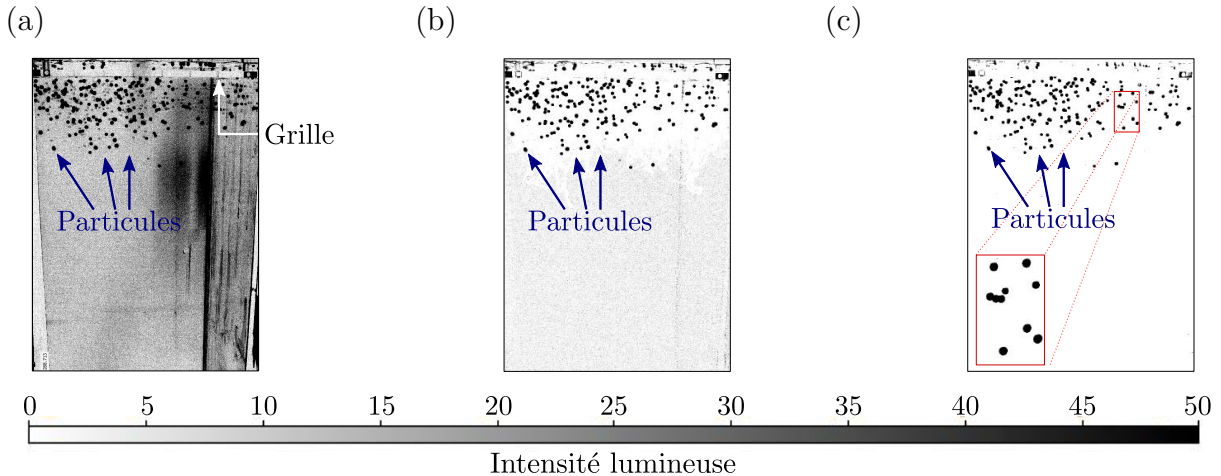 (a)
(b)
(c)
Grille
Particules
Particules
Particules
0 5 10 15 20 25 30 35 40 45 50
Intensité lumineuse